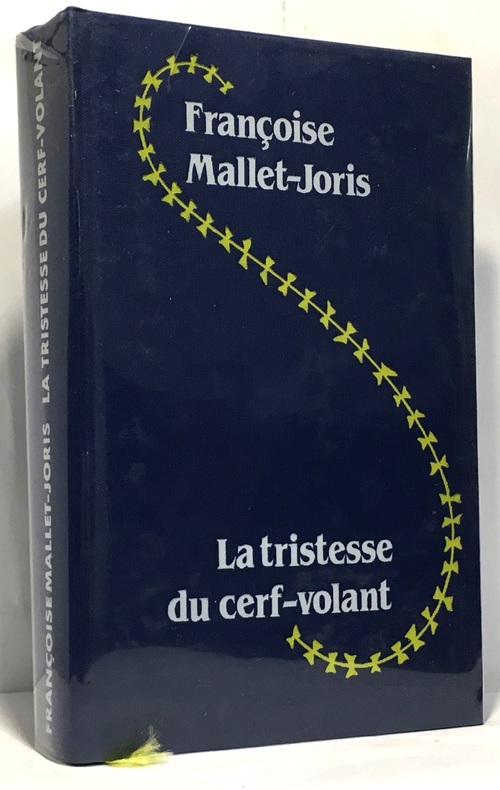 Françoise
Mallet-Joris
La tristesse
du cerf-volant
FRANÇOISE MALLET-JORIS LA TRISTESSE DU CERF-VOLANT